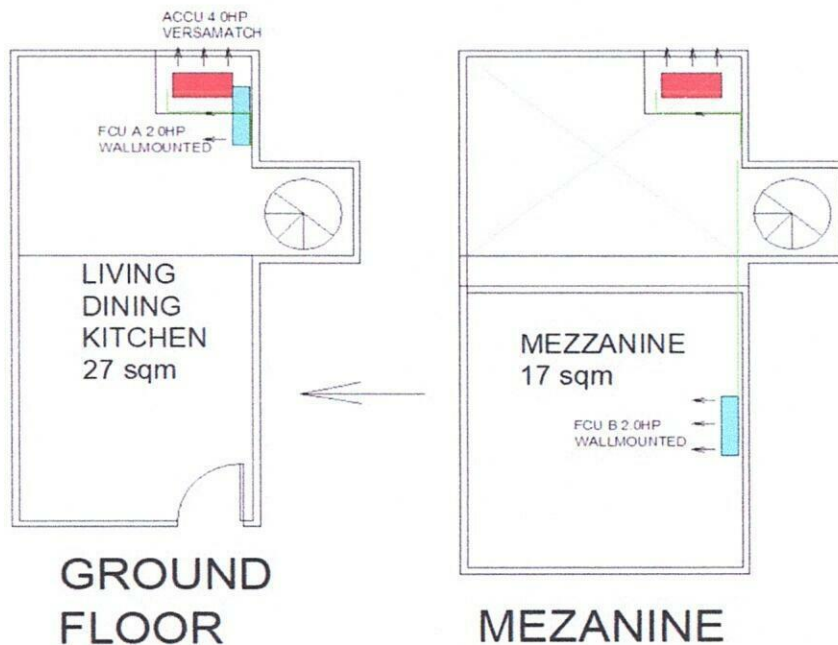 ACCU 4.0HP
VERSAMATCH
FCU A 2.0HP
WALLMOUNTED
LIVING
DINING
KITCHEN
27 sqm
GROUND
FLOOR
MEZZANINE
17 sqm
FCU B 2.0HP
WALLMOUNTED
MEZANINE